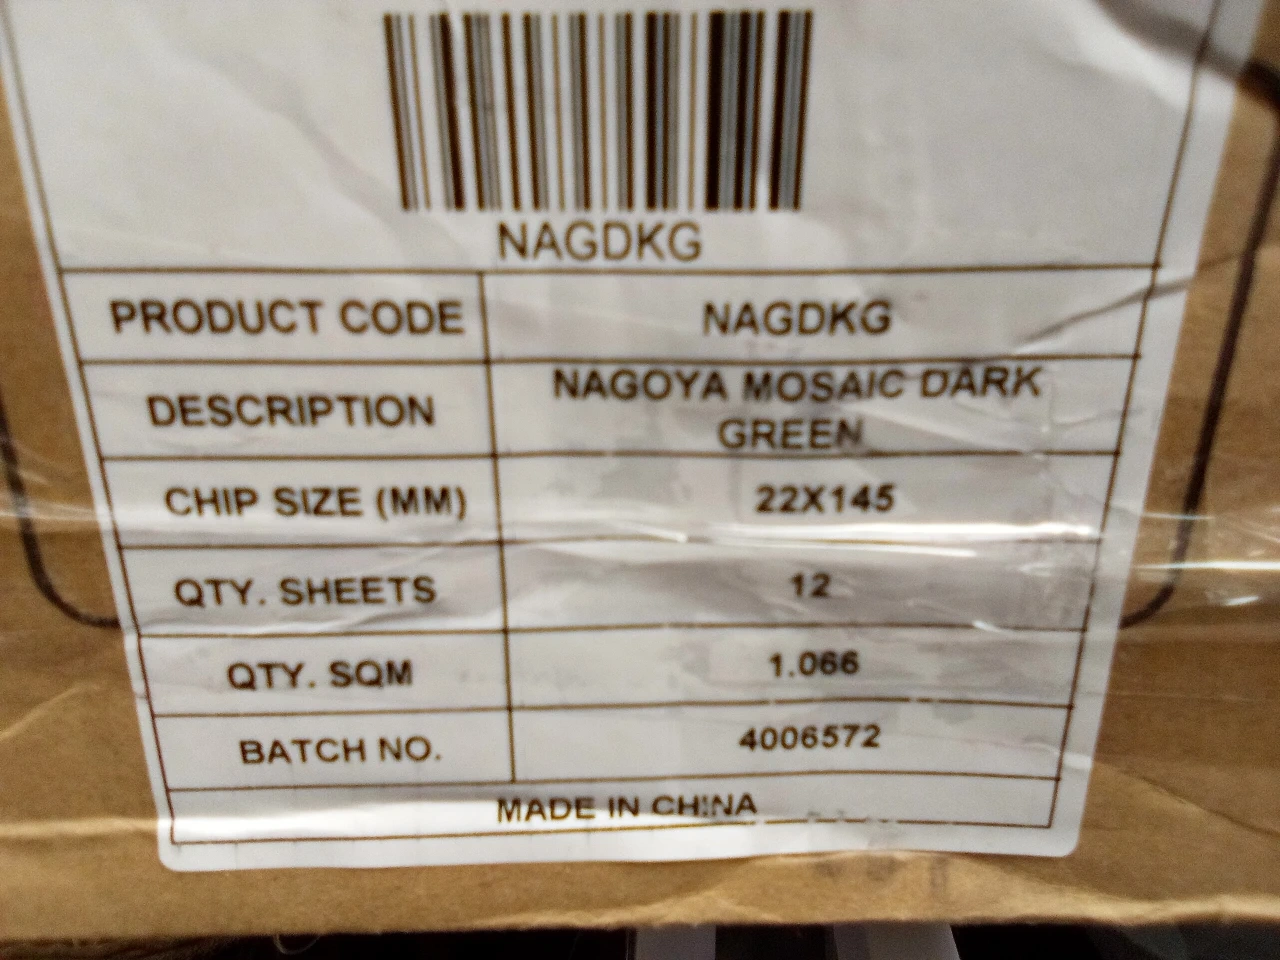 NAGDKG
PRODUCT CODE NAGDKG
DESCRIPTION NAGOYA MOSAIC DARK
GREEN
CHIP SIZE (MM) 22X145
QTY. SHEETS 12
QTY. SQM 1.066
BATCH NO. 4006572
MADE IN CHINA